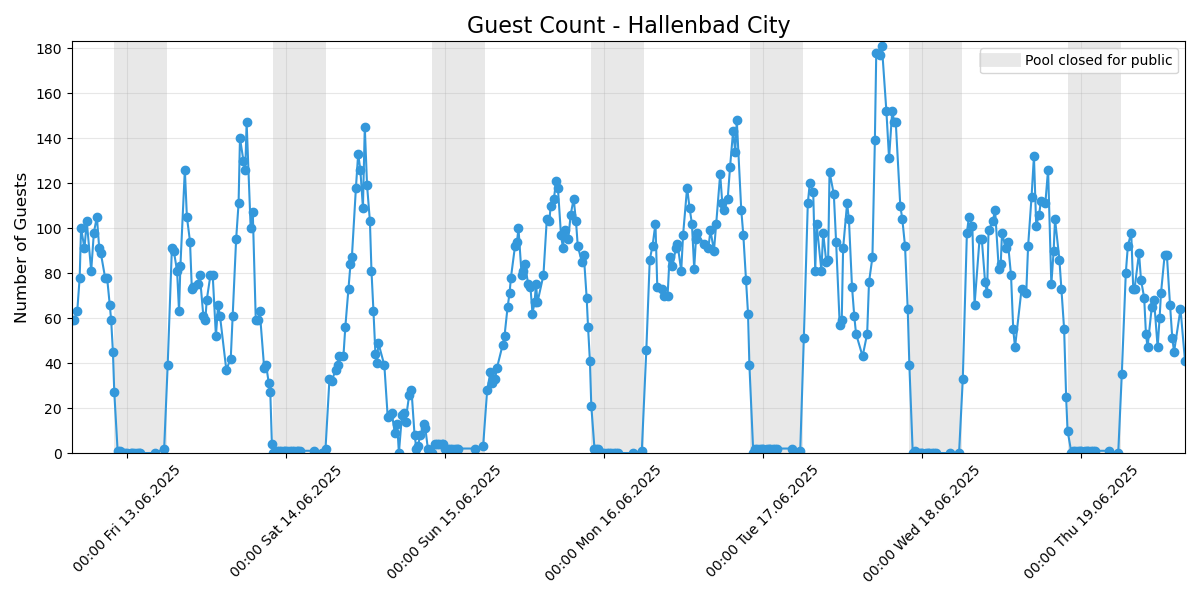 Guest Count - Hallenbad City
Pool closed for public
Number of Guests
180
160
140
120
100
80
60
40
20
0
00:00 Fri 13.06.2025
00:00 Sat 14.06.2025
00:00 Sun 15.06.2025
00:00 Mon 16.06.2025
00:00 Tue 17.06.2025
00:00 Wed 18.06.2025
00:00 Thu 19.06.2025